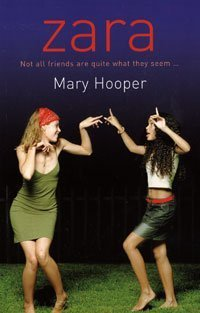 zara
Not all friends are quite what they seem ...
Mary Hooper